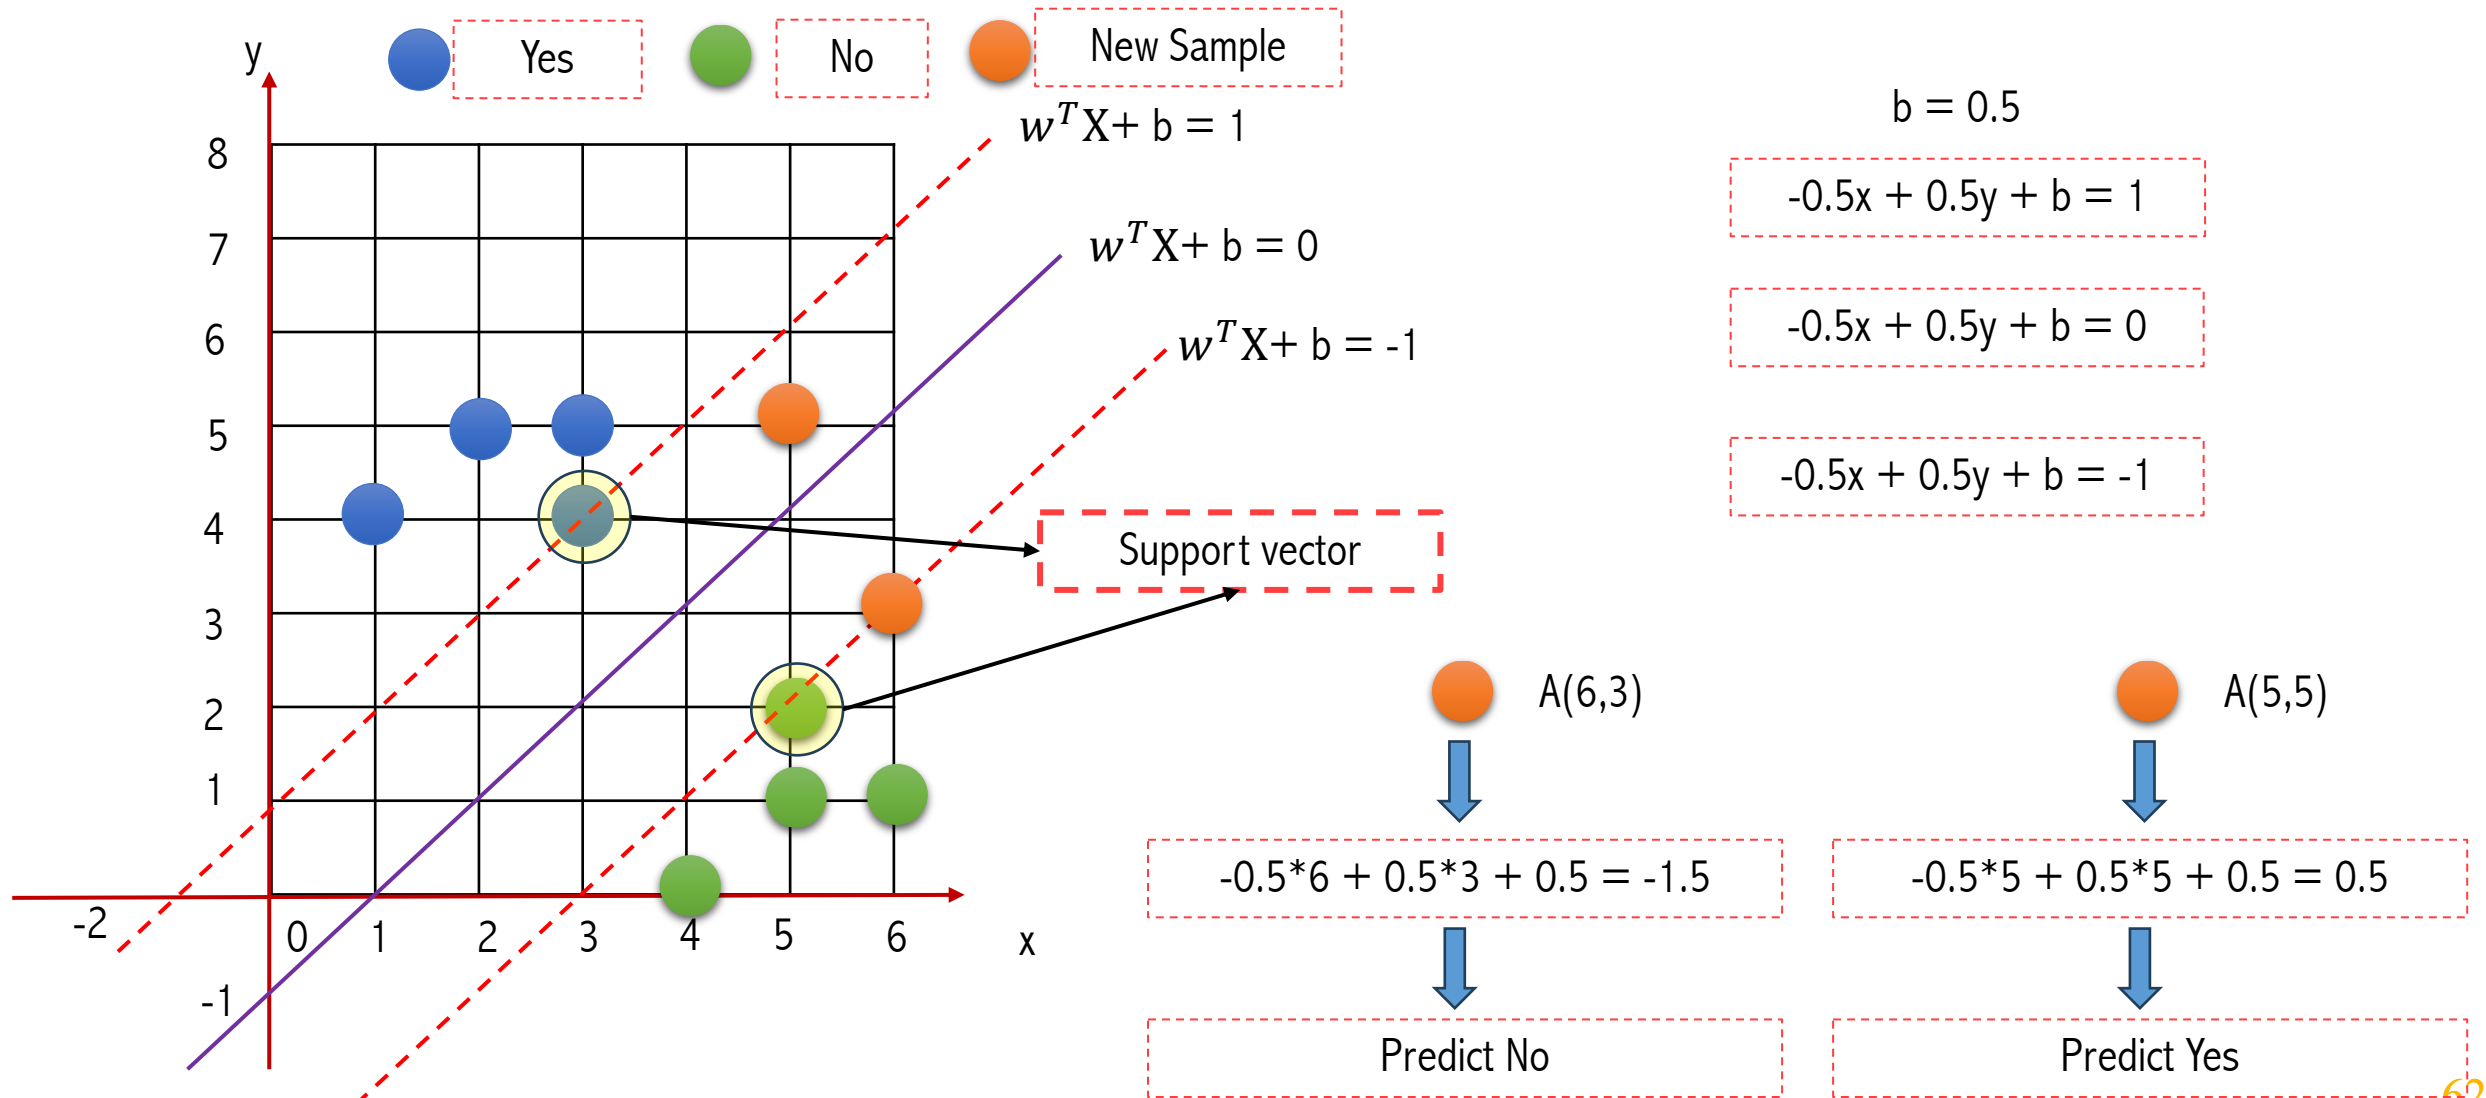 y
Yes
No
New Sample
wᵀX+ b = 1
wᵀX+ b = 0
wᵀX+ b = -1
8
7
6
5
4
3
2
1
-2
0
1
2
3
4
5
6
x
-1
Support vector
b = 0.5
-0.5x + 0.5y + b = 1
-0.5x + 0.5y + b = 0
-0.5x + 0.5y + b = -1
A(6,3)
-0.5*6 + 0.5*3 + 0.5 = -1.5
Predict No
A(5,5)
-0.5*5 + 0.5*5 + 0.5 = 0.5
Predict Yes